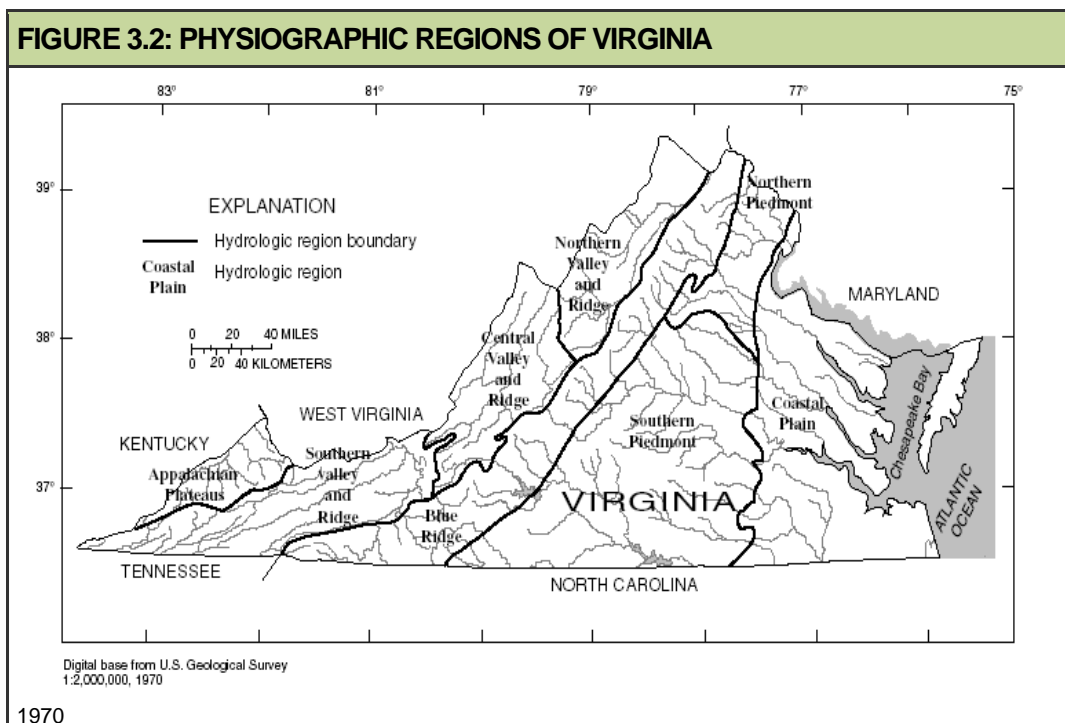 FIGURE 3.2: PHYSIOGRAPHIC REGIONS OF VIRGINIA
83°
81°
79°
77°
75°
39°
38°
37°
EXPLANATION
Hydrologic region boundary
Coastal
Plain
Hydrologic region
0 20 40 MILES
0 20 40 KILOMETERS
Northern
Piedmont
Northern
Valley
and
Ridge
MARYLAND
Central
Valley
and
Ridge
WEST VIRGINIA
KENTUCKY
Appalachian
Plateaus
Southern
Valley
and
Ridge
Blue
Ridge
Southern
Piedmont
Coastal
Plain
Chesapeake Bay
VIRGINIA
ATLANTIC
OCEAN
TENNESSEE
NORTH CAROLINA
Digital base from U.S. Geological Survey
1:2,000,000, 1970
1970